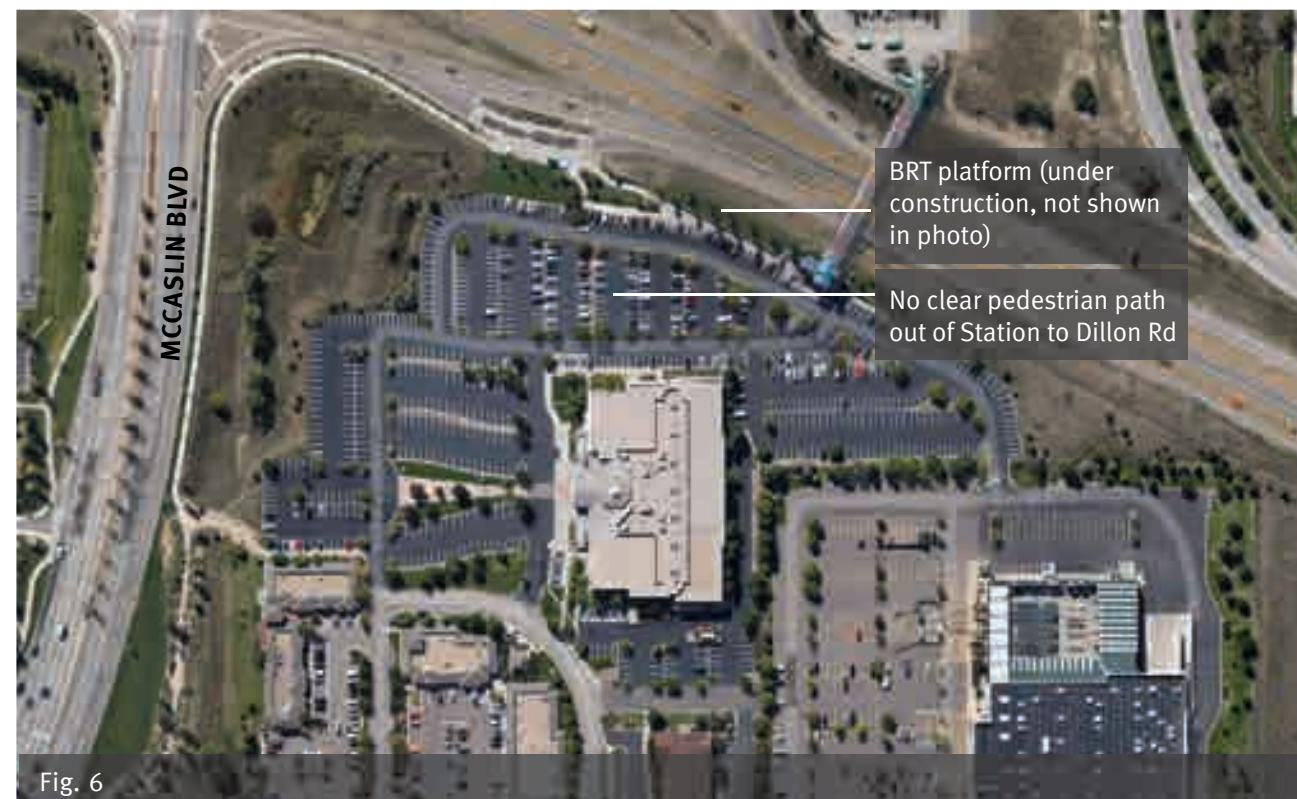 MCCASLIN BLVD
BRT platform (under
construction, not shown
in photo)
No clear pedestrian path
out of Station to Dillon Rd
Fig. 6